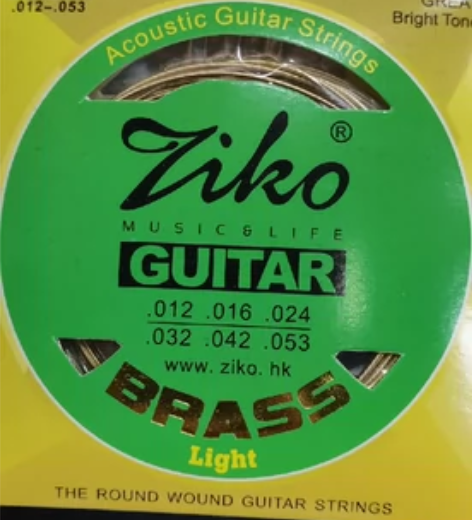 .012–.053
Bright Tone
Acoustic Guitar Strings
Ziko ®
MUSIC & LIFE
GUITAR
.012 .016 .024
.032 .042 .053
www.ziko.hk
BRASS
Light
THE ROUND WOUND GUITAR STRINGS